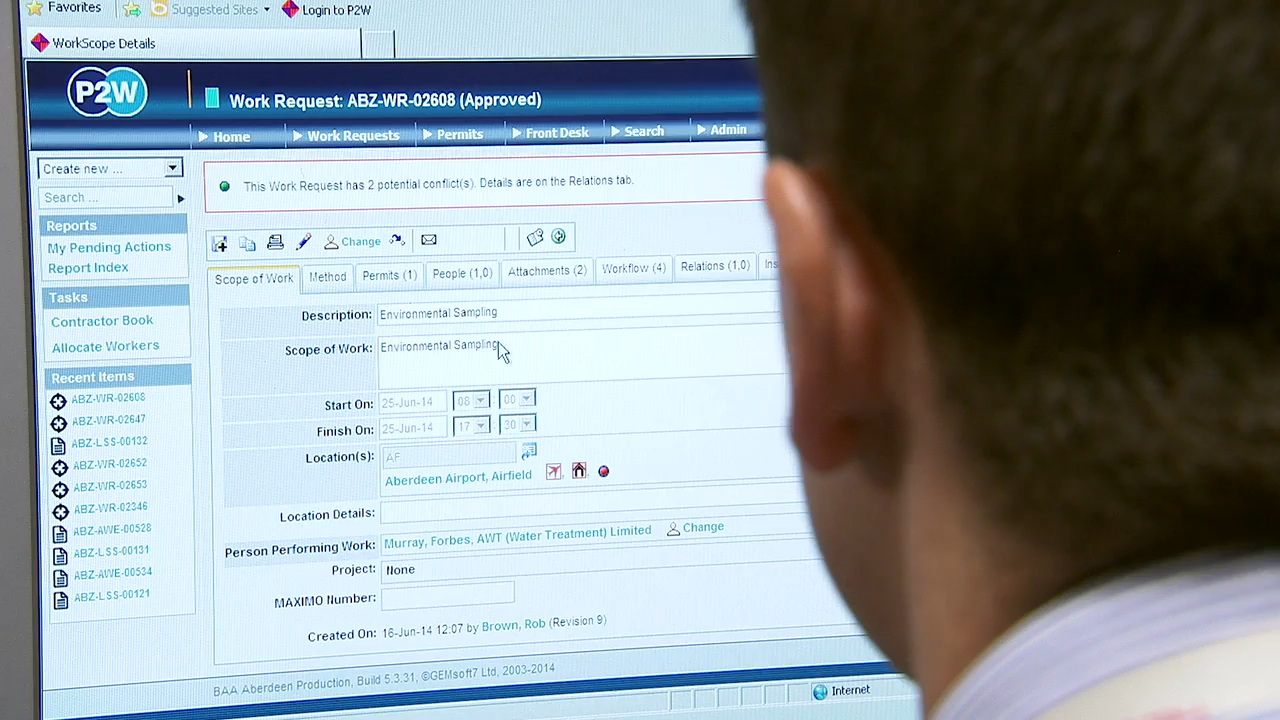 Favorites Suggested Sites Login to P2W
WorkScope Details
P2W Work Request: ABZ-WR-02608 (Approved)
Home Work Requests Permits Front Desk Search Admin
Create new ...
Search ...
Reports
My Pending Actions
Report Index
Tasks
Contractor Book
Allocate Workers
Recent Items
ABZ-WR-02608
ABZ-WR-02647
ABZ-LSS-00132
ABZ-WR-02652
ABZ-WR-02653
ABZ-WR-02346
ABZ-AWE-00528
ABZ-LSS-00131
ABZ-AWE-00534
ABZ-LSS-00121
This Work Request has 2 potential conflict(s). Details are on the Relations tab.
Change
Scope of Work Method Permits (1) People (1,0) Attachments (2) Workflow (4) Relations (1,0)
Description: Environmental Sampling
Scope of Work: Environmental Sampling
Start On: 25-Jun-14 08 00
Finish On: 25-Jun-14 17 30
Location(s): AF
Aberdeen Airport, Airfield
Location Details:
Person Performing Work: Murray, Forbes, AWT (Water Treatment) Limited Change
Project: None
MAXIMO Number:
Created On: 16-Jun-14 12:07 by Brown, Rob (Revision 9)
BAA Aberdeen Production, Build 5.3.31, ©GEMsoft7 Ltd, 2003-2014
Internet